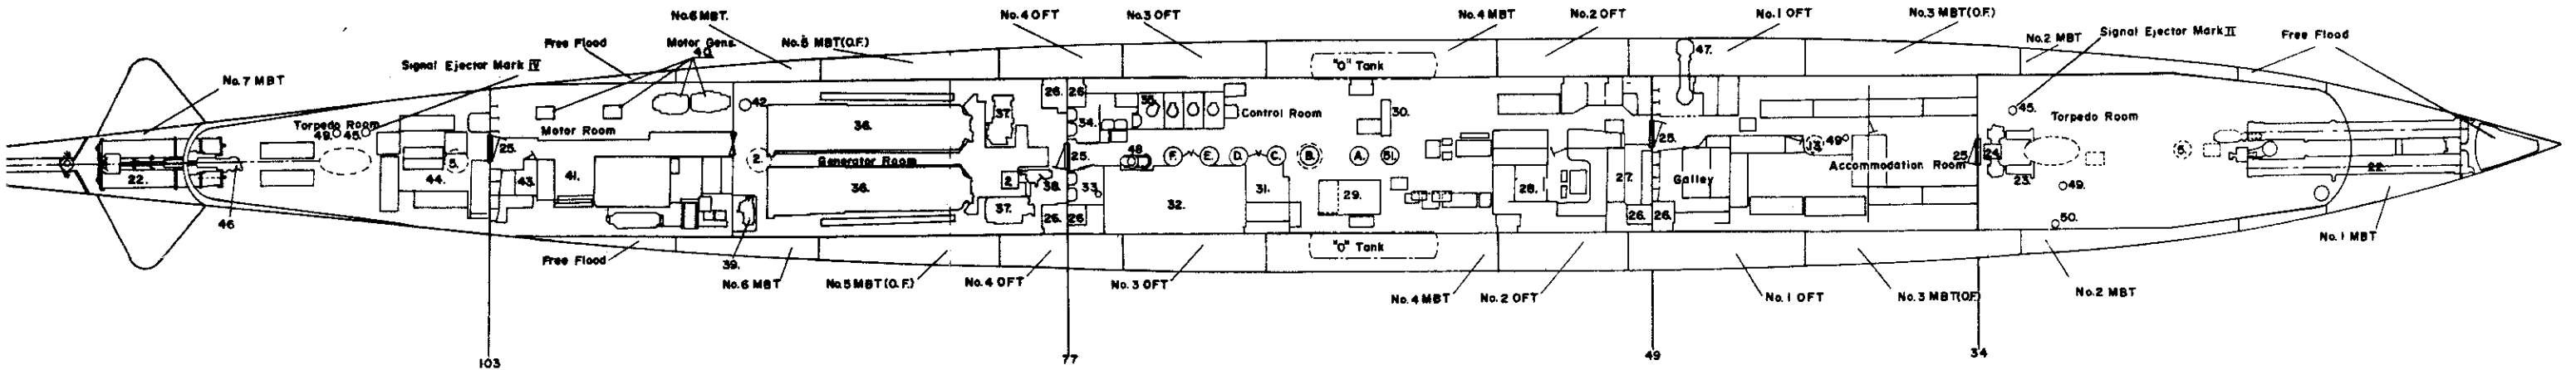 No.6 MBT.
No.4 OFT
No.3 OFT
No.4 MBT
No.2 OFT
No.1 OFT
No.3 MBT(O.F.)
Free Flood
Motor Gens.
40.
No.5 MBT(O.F.)
No.2 MBT
Signal Ejector Mark II
Free Flood
Signal Ejector Mark IV
No.7 MBT
"O" Tank
47.
Torpedo Room
49.
45.
Motor Room
42.
36.
37.
26.
26.
34.
35.
Control Room
30.
45.
Torpedo Room
22.
46
5.
44.
25.
43.
41.
2.
Generator Room
36.
2.
38.
37.
25.
33.
48
F.
E.
D.
C.
B.
A.
51.
32.
31.
29.
28.
27.
25.
Galley
26.
26.
26.
26
49.
Accommodation Room
25
24.
23.
49.
50.
22.
39.
Free Flood
No.6 MBT
No.5 MBT(O.F.)
No.4 OFT
No.3 OFT
"O" Tank
No.4 MBT
No.2 OFT
No.1 OFT
No.3 MBT(O.F.)
No.2 MBT
No.1 MBT
103
77
49
34